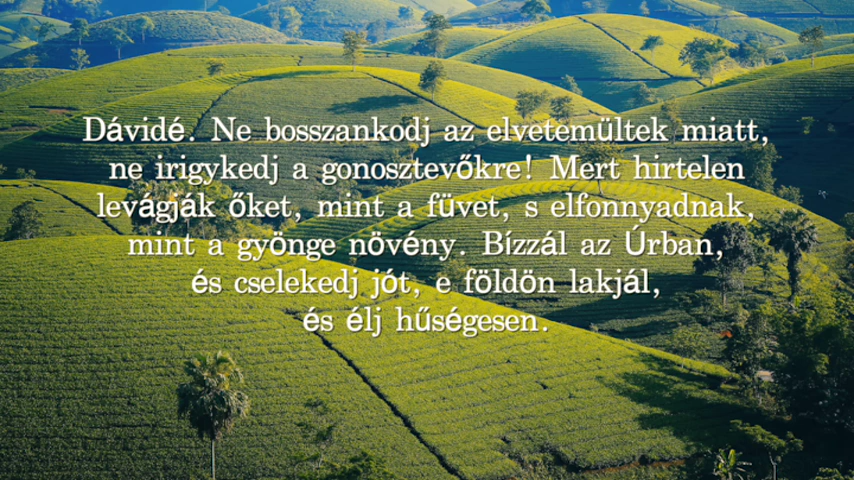 Dávidé. Ne bosszankodj az elvetemültek miatt,
ne irigykedj a gonosztevőkre! Mert hirtelen
levágják őket, mint a füvet, s elfonnyadnak,
mint a gyönge növény. Bízzál az Úrban,
és cselekedj jót, e földön lakjál,
és élj hűségesen.